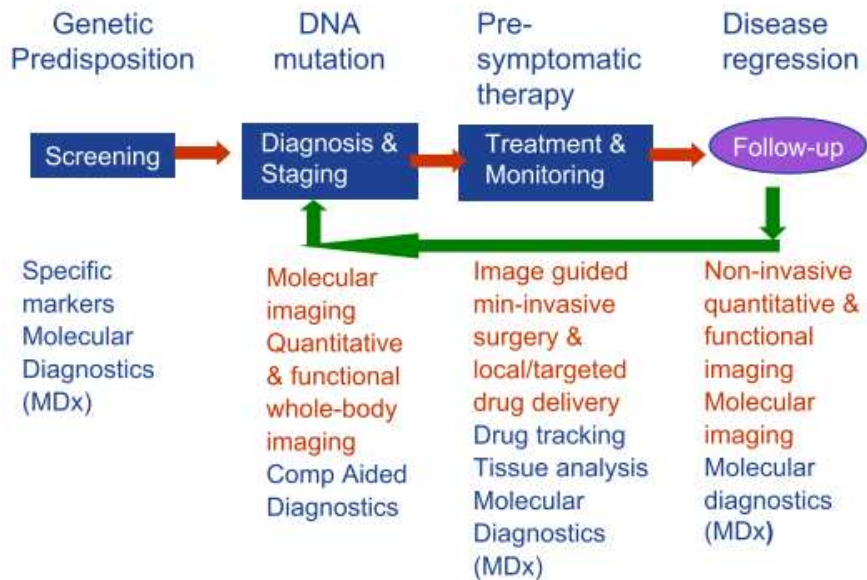 Genetic
Predisposition
DNA
mutation
Pre-
symptomatic
therapy
Disease
regression
Screening
Diagnosis &
Staging
Treatment &
Monitoring
Follow-up
Specific
markers
Molecular
Diagnostics
(MDx)
Molecular
imaging
Quantitative
& functional
whole-body
imaging
Comp Aided
Diagnostics
Image guided
min-invasive
surgery &
local/targeted
drug delivery
Drug tracking
Tissue analysis
Molecular
Diagnostics
(MDx)
Non-invasive
quantitative &
functional
imaging
Molecular
imaging
Molecular
diagnostics
(MDx)